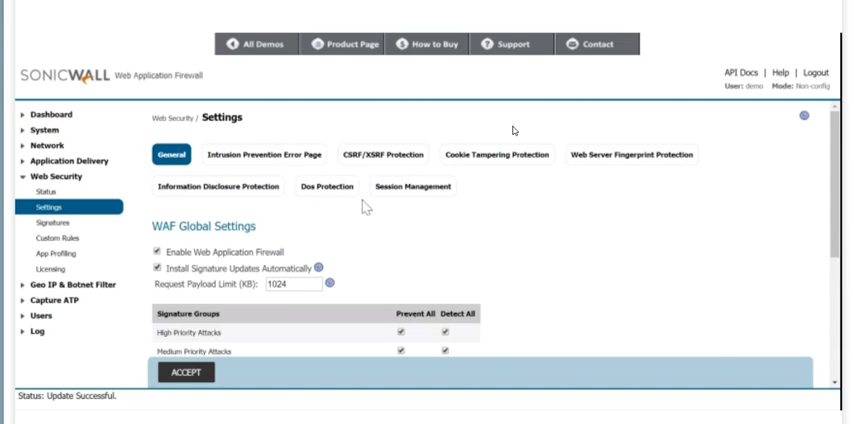 All Demos Product Page How to Buy Support Contact
SONICWALL Web Application Firewall
API Docs | Help | Logout
User: demo Mode: Non-config
Dashboard
System
Network
Application Delivery
Web Security
Status
Settings
Signatures
Custom Rules
App Profiling
Licensing
Geo IP & Botnet Filter
Capture ATP
Users
Log
Web Security / Settings
General Intrusion Prevention Error Page CSRF/XSRF Protection Cookie Tampering Protection Web Server Fingerprint Protection
Information Disclosure Protection Dos Protection Session Management
WAF Global Settings
Enable Web Application Firewall
Install Signature Updates Automatically
Request Payload Limit (KB): 1024
Signature Groups Prevent All Detect All
High Priority Attacks
Medium Priority Attacks
ACCEPT
Status: Update Successful.